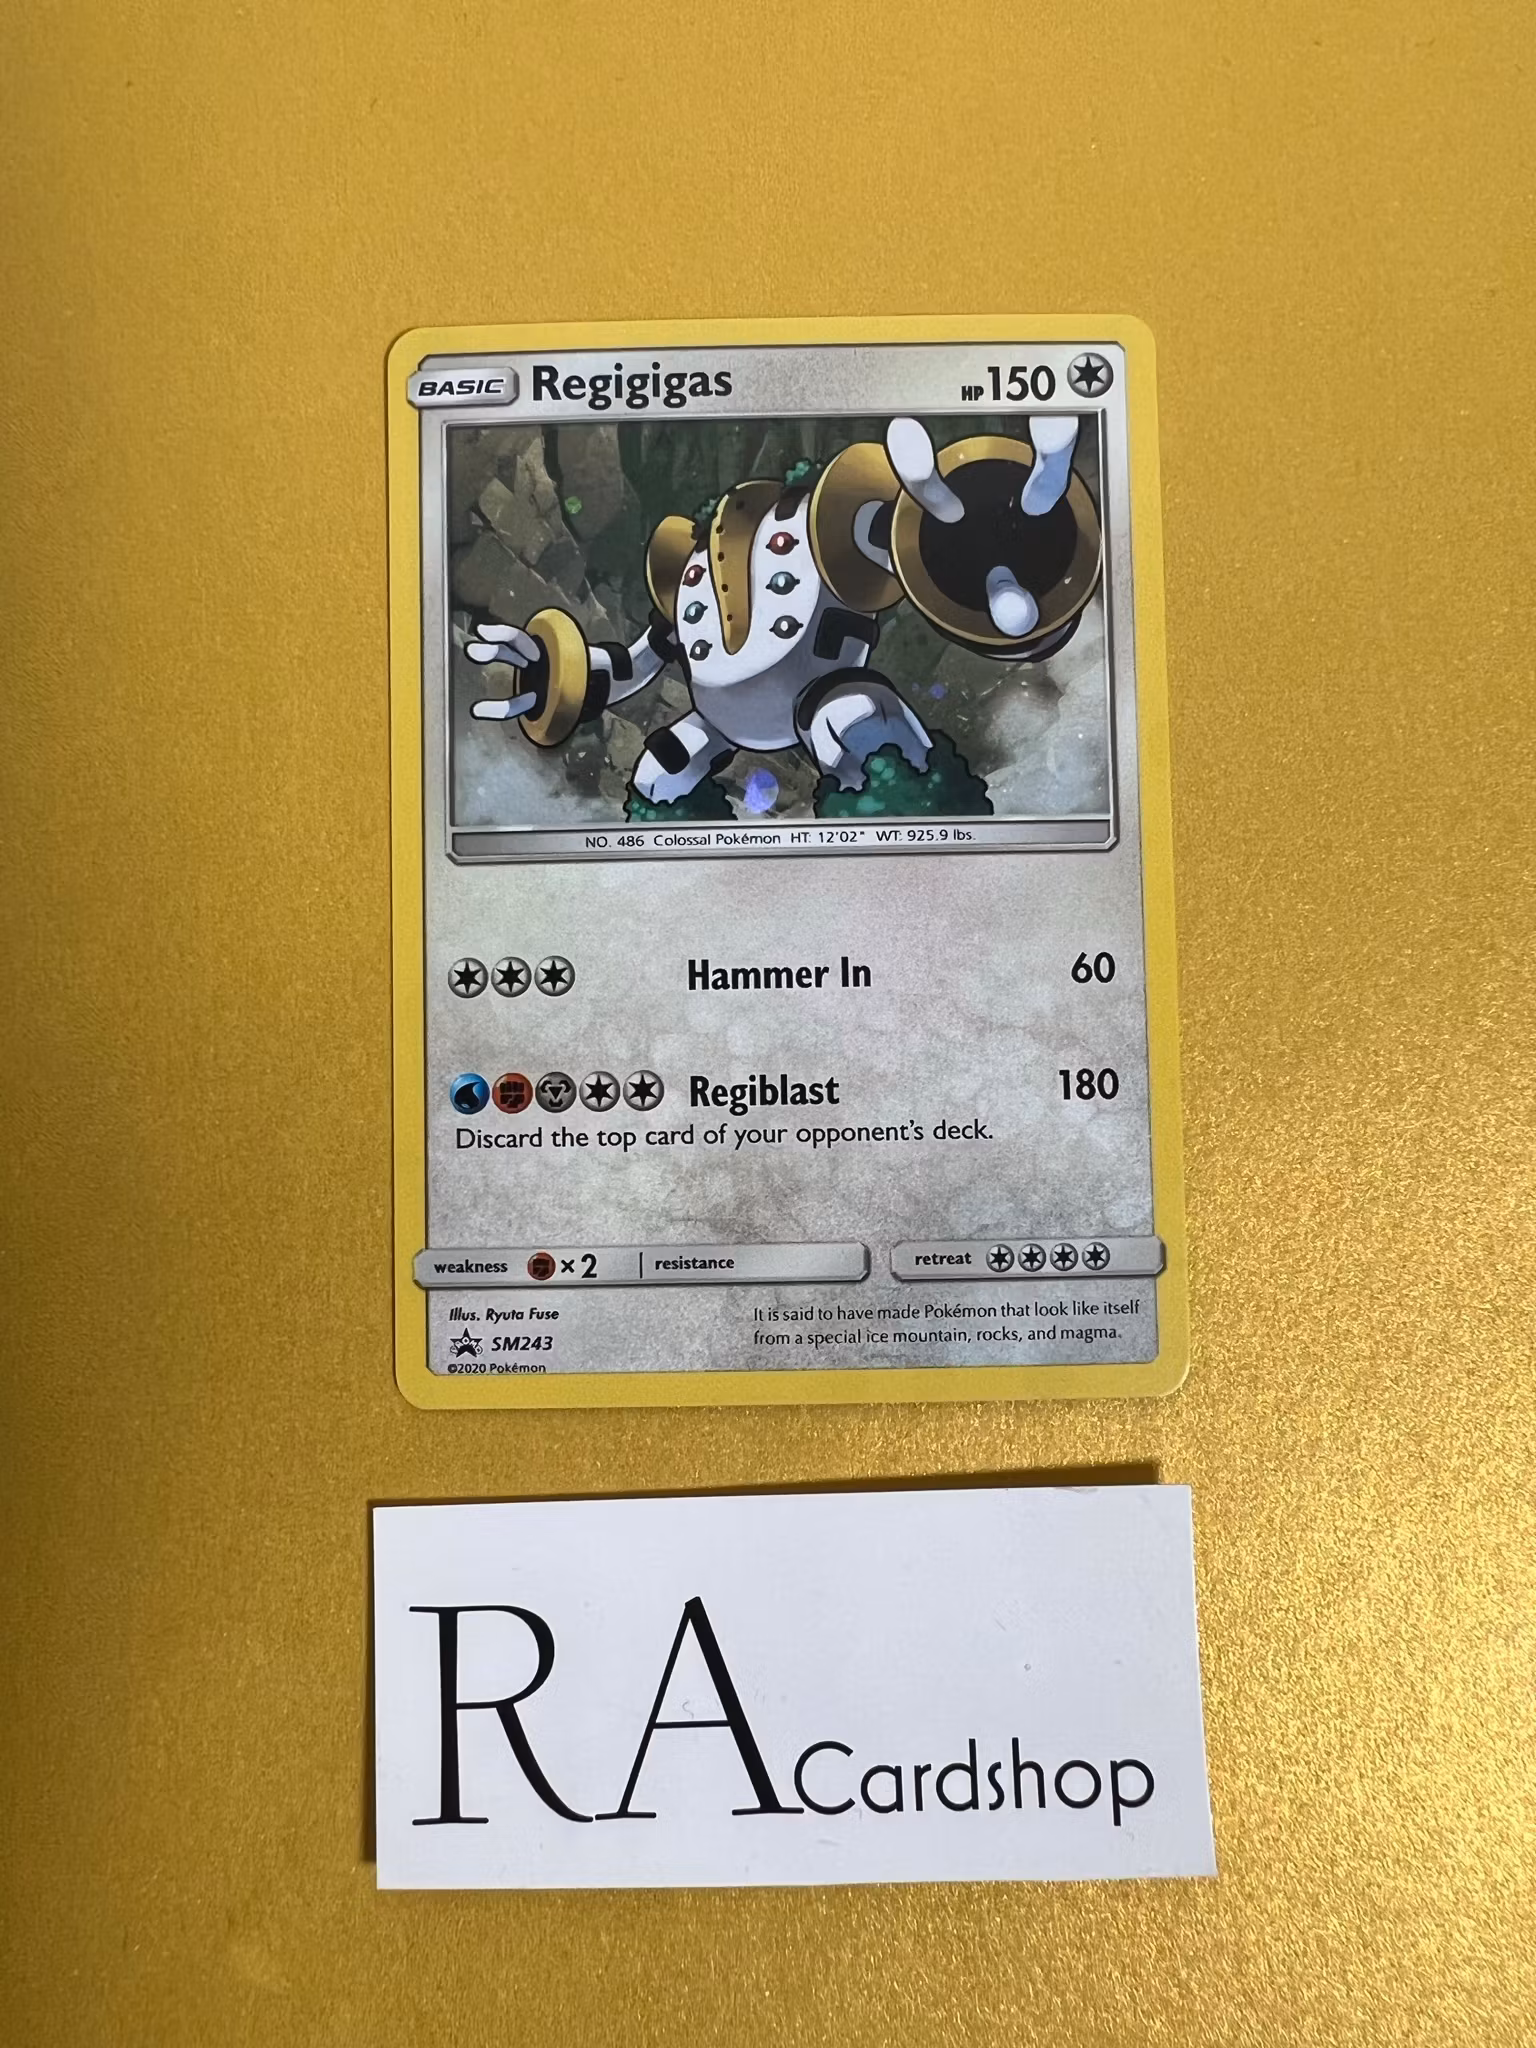 BASIC Regigigas HP 150
NO. 486 Colossal Pokémon HT: 12'02" WT: 925.9 lbs.
Hammer In 60
Regiblast 180
Discard the top card of your opponent's deck.
weakness ×2 resistance retreat
Illus. Ryuta Fuse
SM243
©2020 Pokémon
It is said to have made Pokémon that look like itself
from a special ice mountain, rocks, and magma.
RA Cardshop